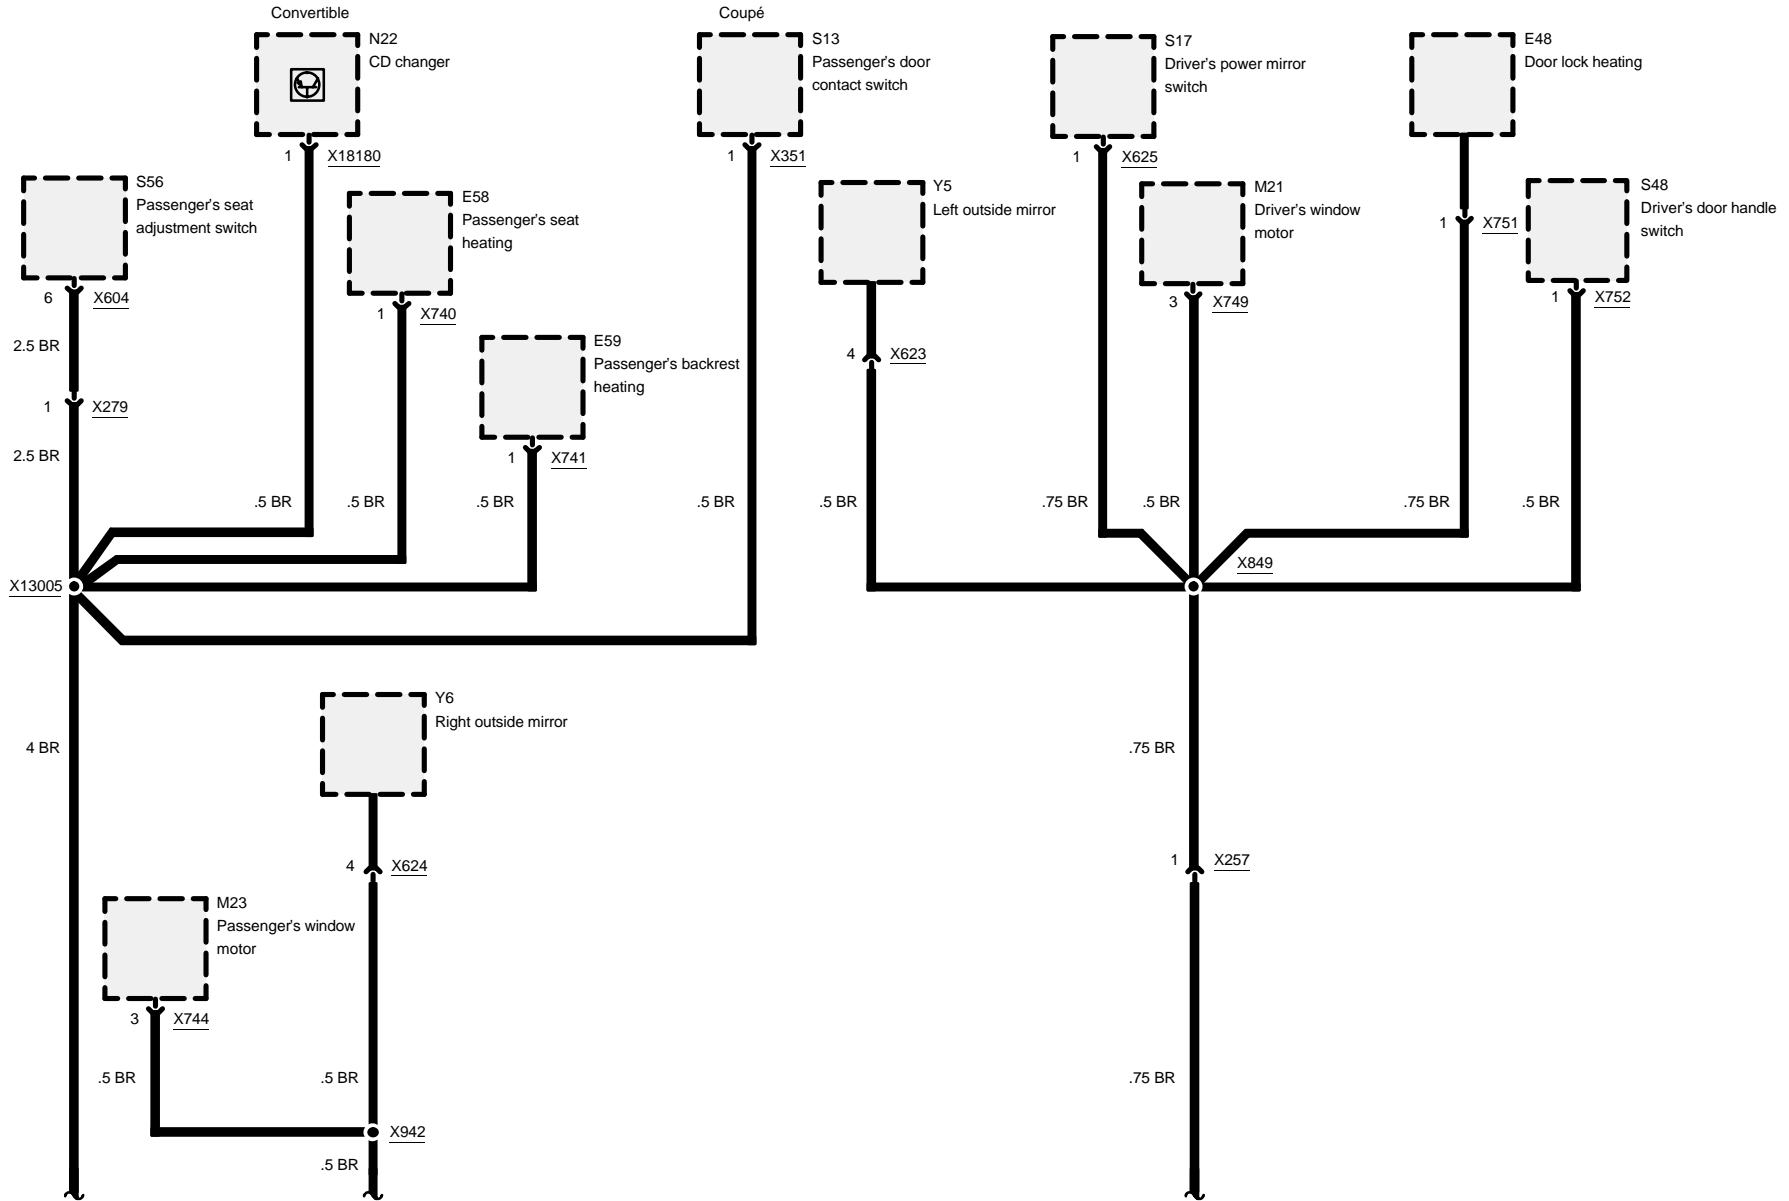 Convertible
Coupé
N22
CD changer
S13
Passenger's door
contact switch
S17
Driver's power mirror
switch
E48
Door lock heating
1 X18180
1 X351
1 X625
S56
Passenger's seat
adjustment switch
E58
Passenger's seat
heating
Y5
Left outside mirror
M21
Driver's window
motor
1 X751
S48
Driver's door handle
switch
6 X604
1 X740
3 X749
1 X752
2.5 BR
E59
Passenger's backrest
heating
4 X623
1 X279
2.5 BR
1 X741
.5 BR
.5 BR
.5 BR
.5 BR
.5 BR
.75 BR
.5 BR
.75 BR
.5 BR
X13005
X849
Y6
Right outside mirror
4 BR
.75 BR
4 X624
1 X257
M23
Passenger's window
motor
3 X744
.5 BR
.5 BR
.75 BR
X942
.5 BR